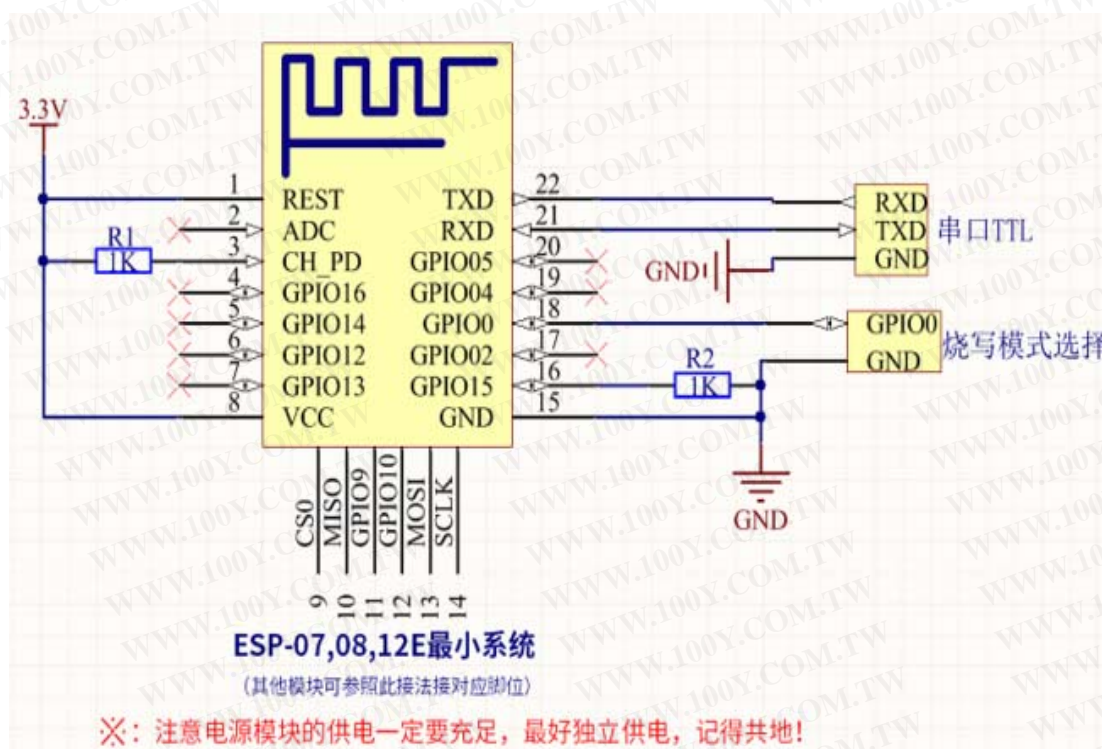 3.3V
R1
1K
1 REST TXD 22
2 ADC RXD 21
3 CH_PD GPIO05 20
4 GPIO16 GPIO04 19
5 GPIO14 GPIO0 18
6 GPIO12 GPIO02 17
7 GPIO13 GPIO15 16
8 VCC GND 15
RXD
TXD
GND
串口TTL
GND
GPIO0
GND
烧写模式选择
R2
1K
GND
CS0 MISO GPIO9 GPIO10 MOSI SCLK
9 10 11 12 13 14
ESP-07,08,12E最小系统
(其他模块可参照此接法接对应脚位)
※:注意电源模块的供电一定要充足,最好独立供电,记得共地!
WWW.100Y.COM.TW